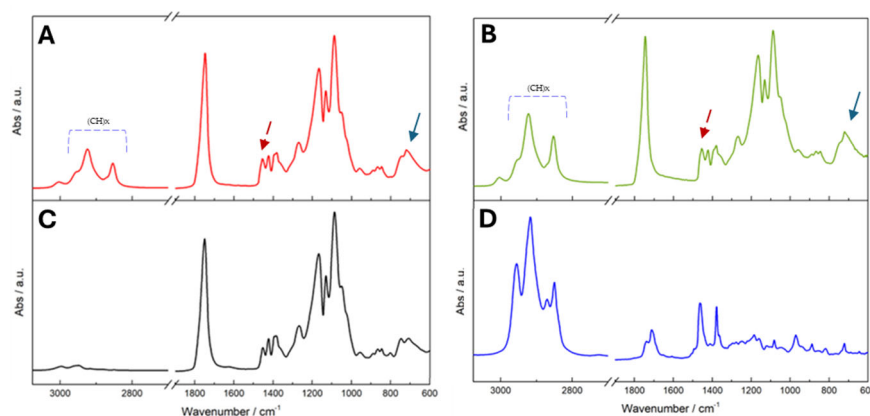 A
B
Abs / a.u.
(CH)x
Abs / a.u.
(CH)x
C
D
Abs / a.u.
Abs / a.u.
3000 2800 1800 1600 1400 1200 1000 800 600
3000 2800 1800 1600 1400 1200 1000 800 60
Wavenumber / cm⁻¹
Wavenumber / cm⁻¹